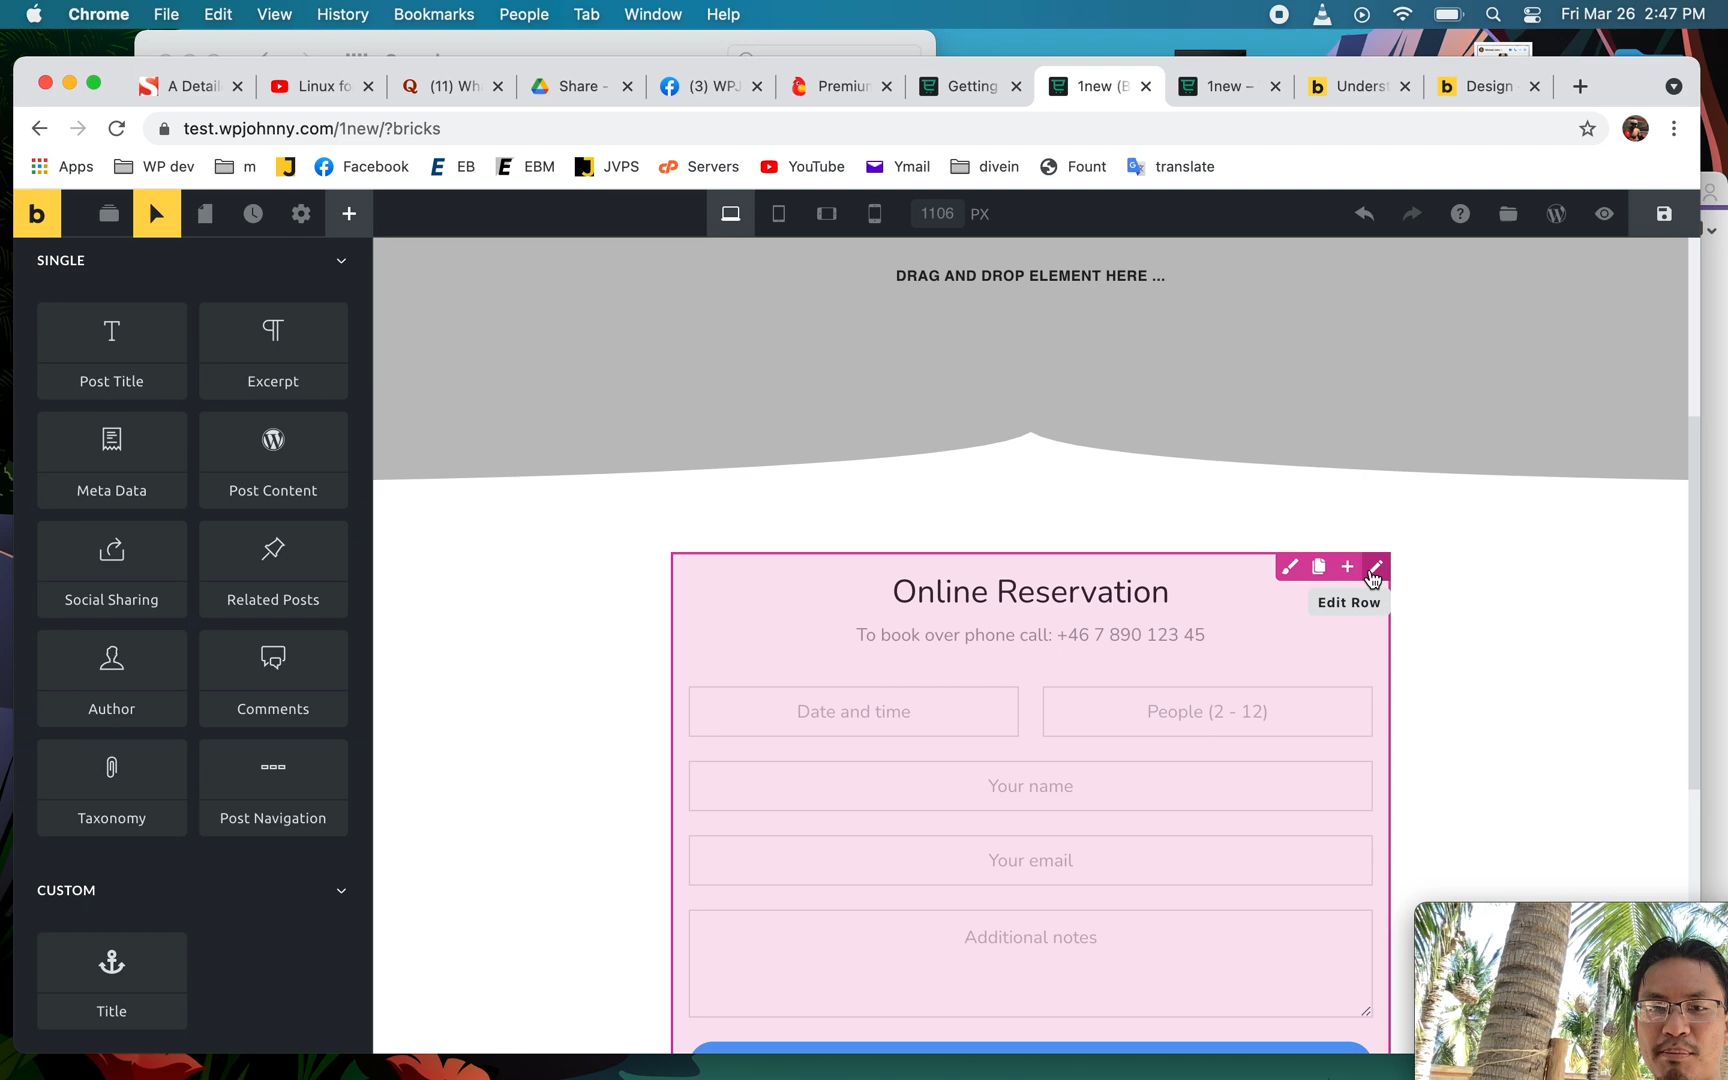 Chrome File Edit View History Bookmarks People Tab Window Help Fri Mar 26 2:47 PM
A Detail Linux fo (11) Wh Share - (3) WPJ Premiun Getting 1new (B 1new – Underst Design
test.wpjohnny.com/1new/?bricks
Apps WP dev m J Facebook E EB E EBM J JVPS cP Servers YouTube Ymail divein Fount translate
b 1106 PX
SINGLE
DRAG AND DROP ELEMENT HERE ...
Post Title Excerpt
Meta Data Post Content
Social Sharing Related Posts
Author Comments
Taxonomy Post Navigation
CUSTOM
Title
Online Reservation
Edit Row
To book over phone call: +46 7 890 123 45
Date and time People (2 - 12)
Your name
Your email
Additional notes